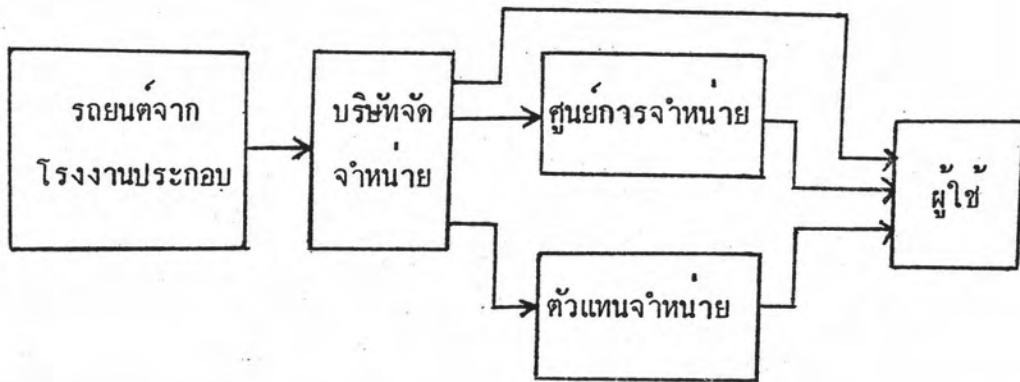 รถยนต์จาก
โรงงานประกอบ
บริษัทจัด
จำหน่าย
ศูนย์การจำหน่าย
ตัวแทนจำหน่าย
ผู้ใช้